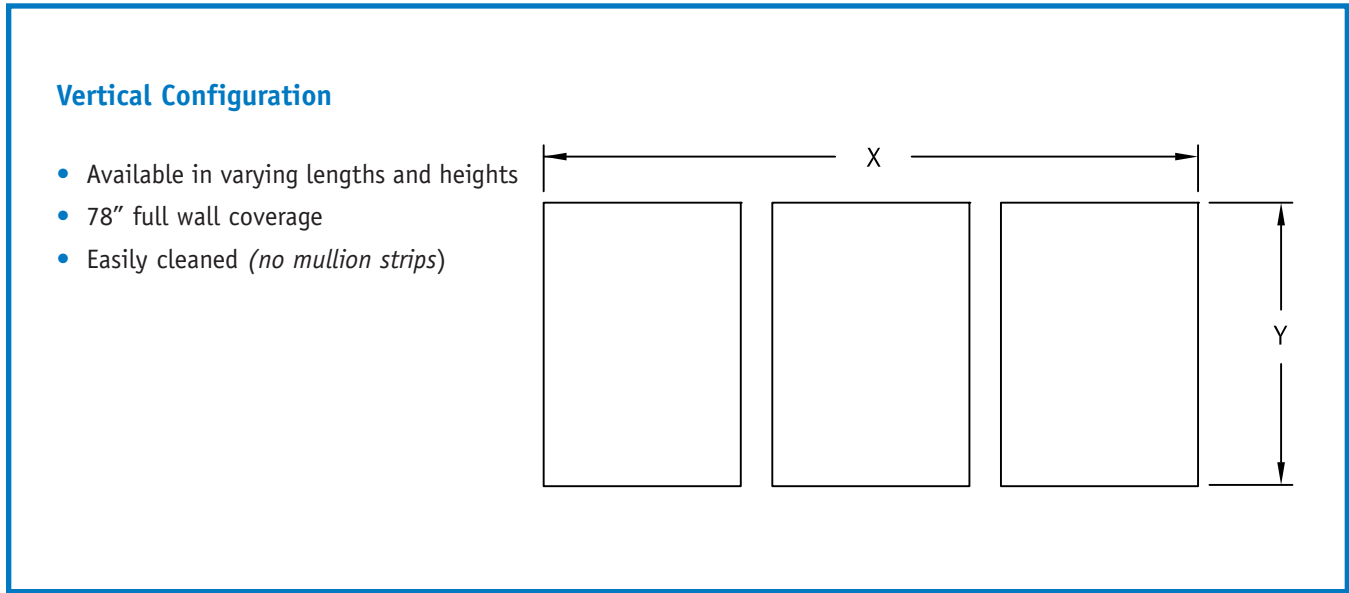 Vertical Configuration
• Available in varying lengths and heights
• 78″ full wall coverage
• Easily cleaned (no mullion strips)
X
Y